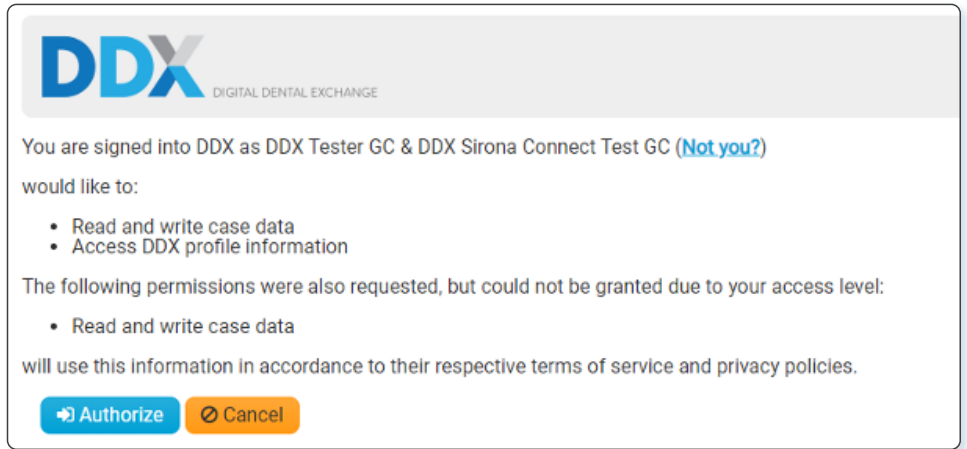 DDX DIGITAL DENTAL EXCHANGE
You are signed into DDX as DDX Tester GC & DDX Sirona Connect Test GC (Not you?)
would like to:
• Read and write case data
• Access DDX profile information
The following permissions were also requested, but could not be granted due to your access level:
• Read and write case data
will use this information in accordance to their respective terms of service and privacy policies.
Authorize Cancel